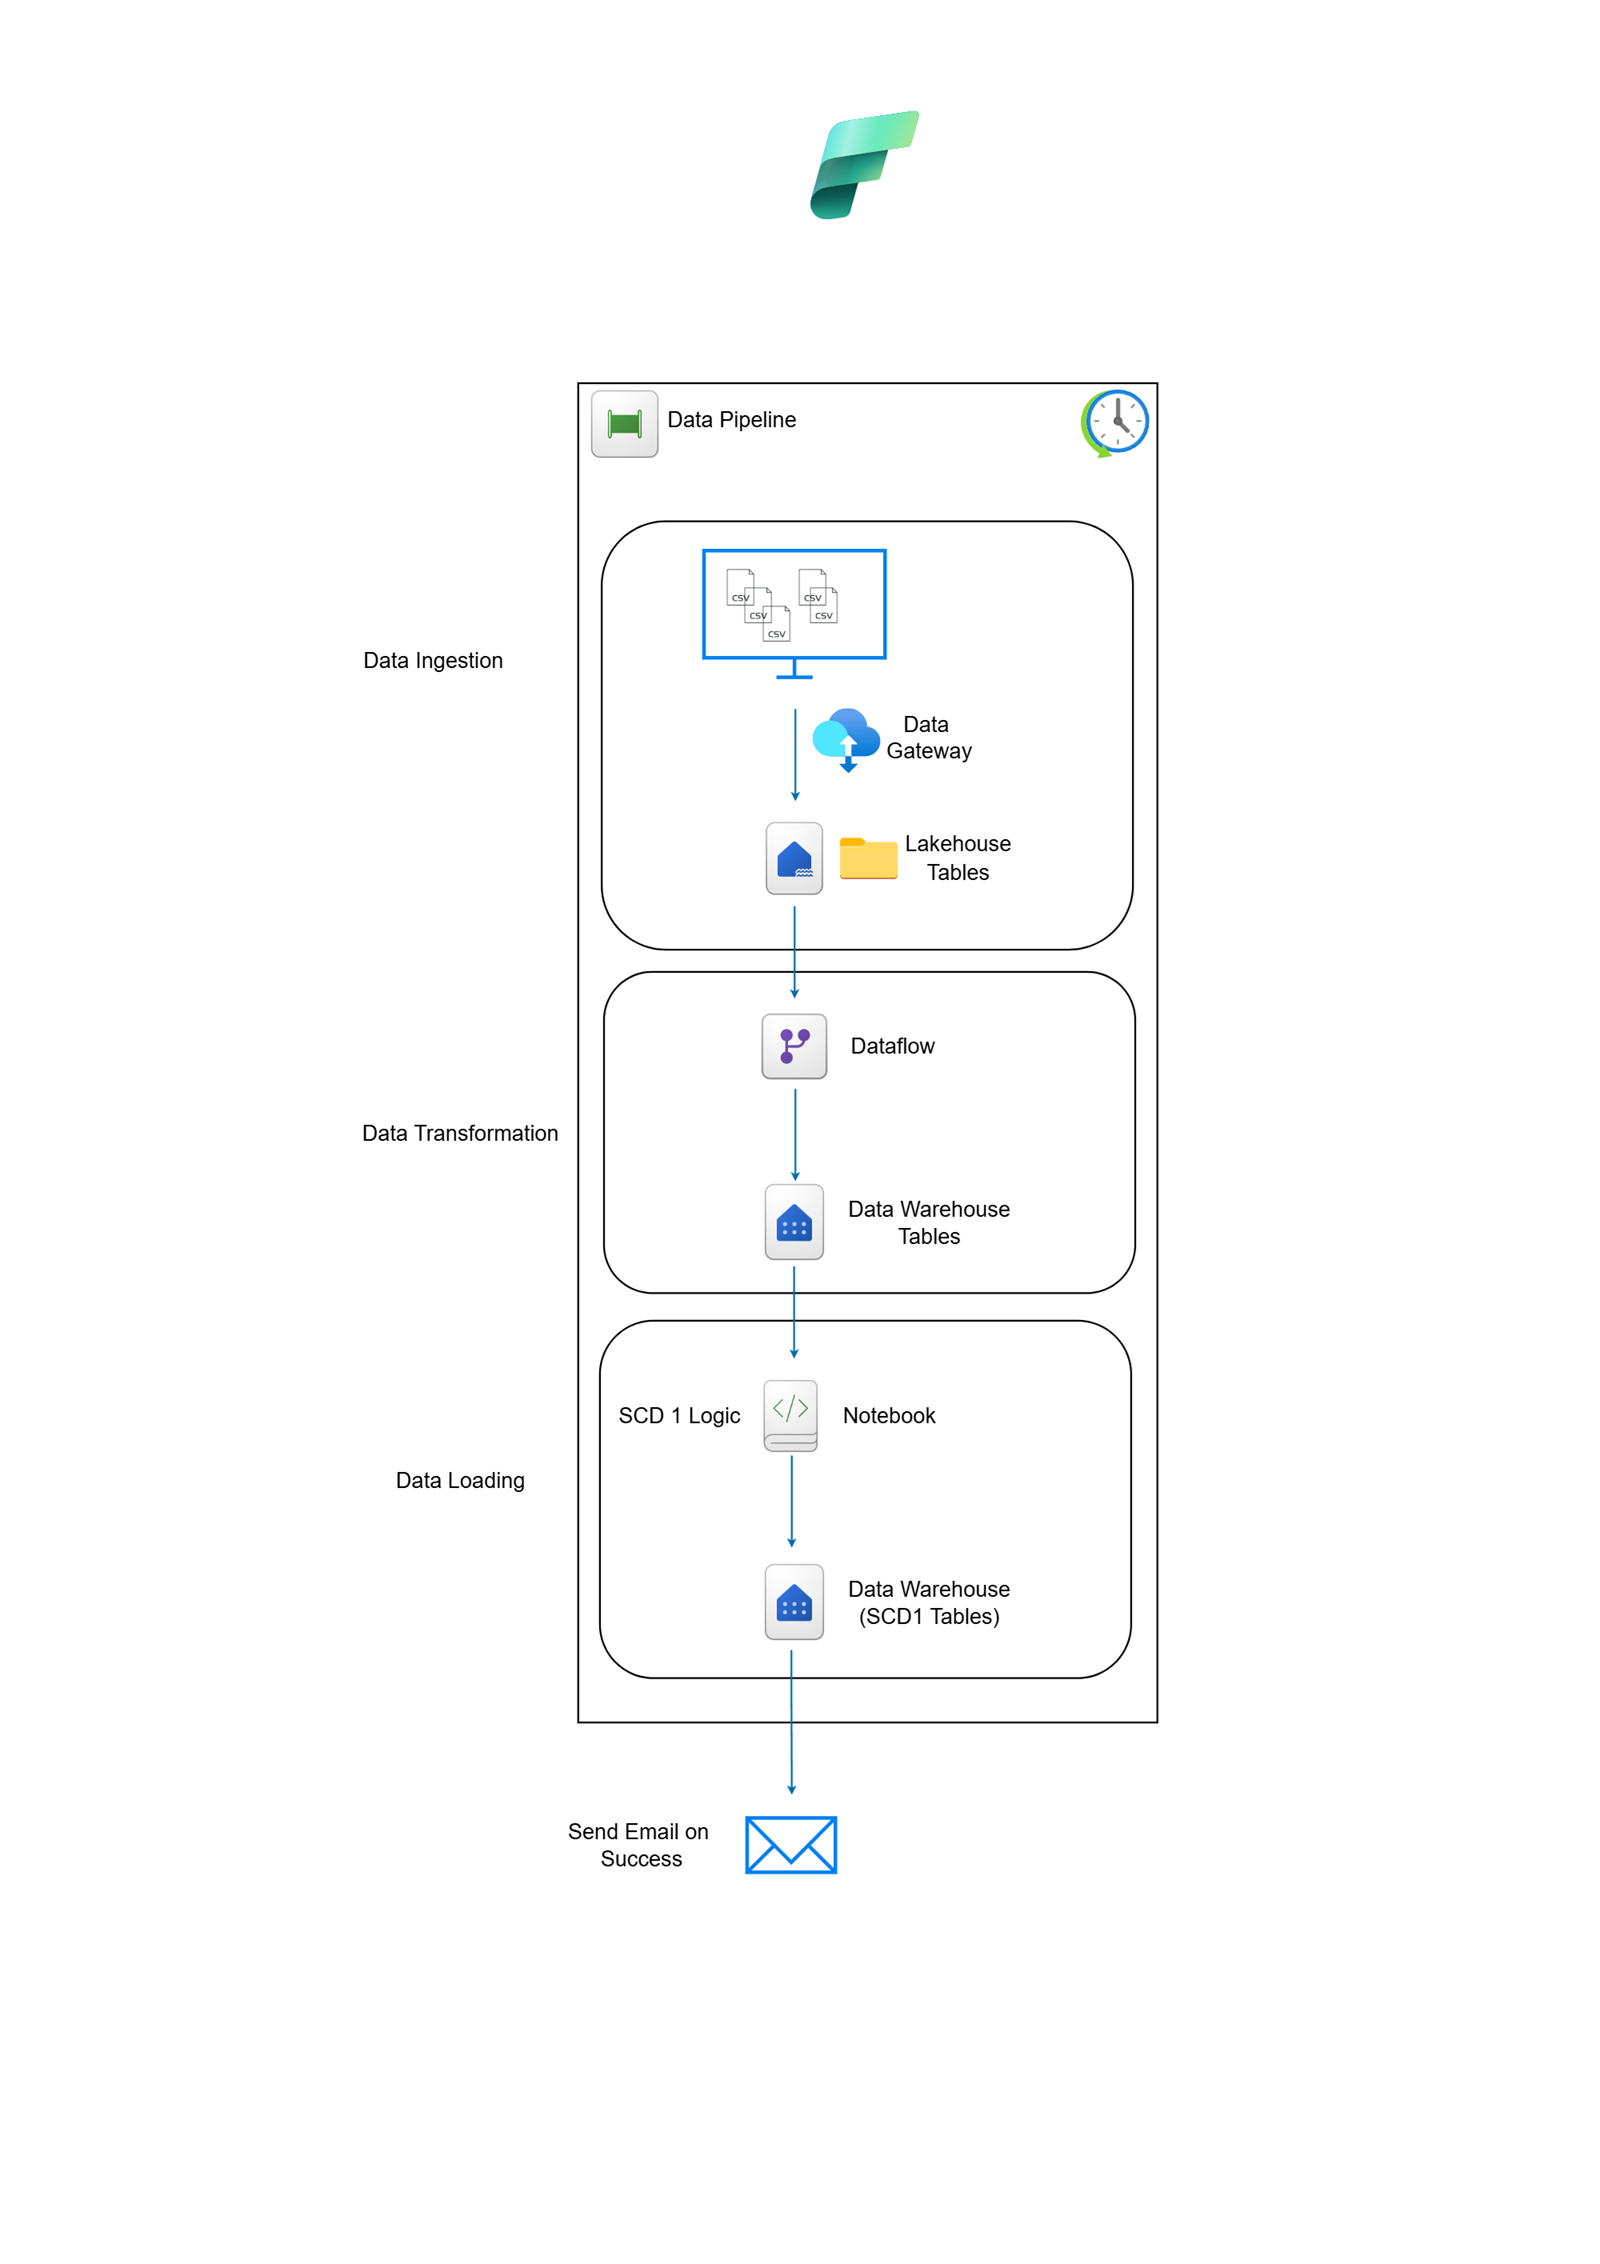 Data Pipeline
CSV
CSV
CSV
CSV
CSV
Data Ingestion
Data
Gateway
Lakehouse
Tables
Dataflow
Data Transformation
Data Warehouse
Tables
SCD 1 Logic
Notebook
Data Loading
Data Warehouse
(SCD1 Tables)
Send Email on
Success